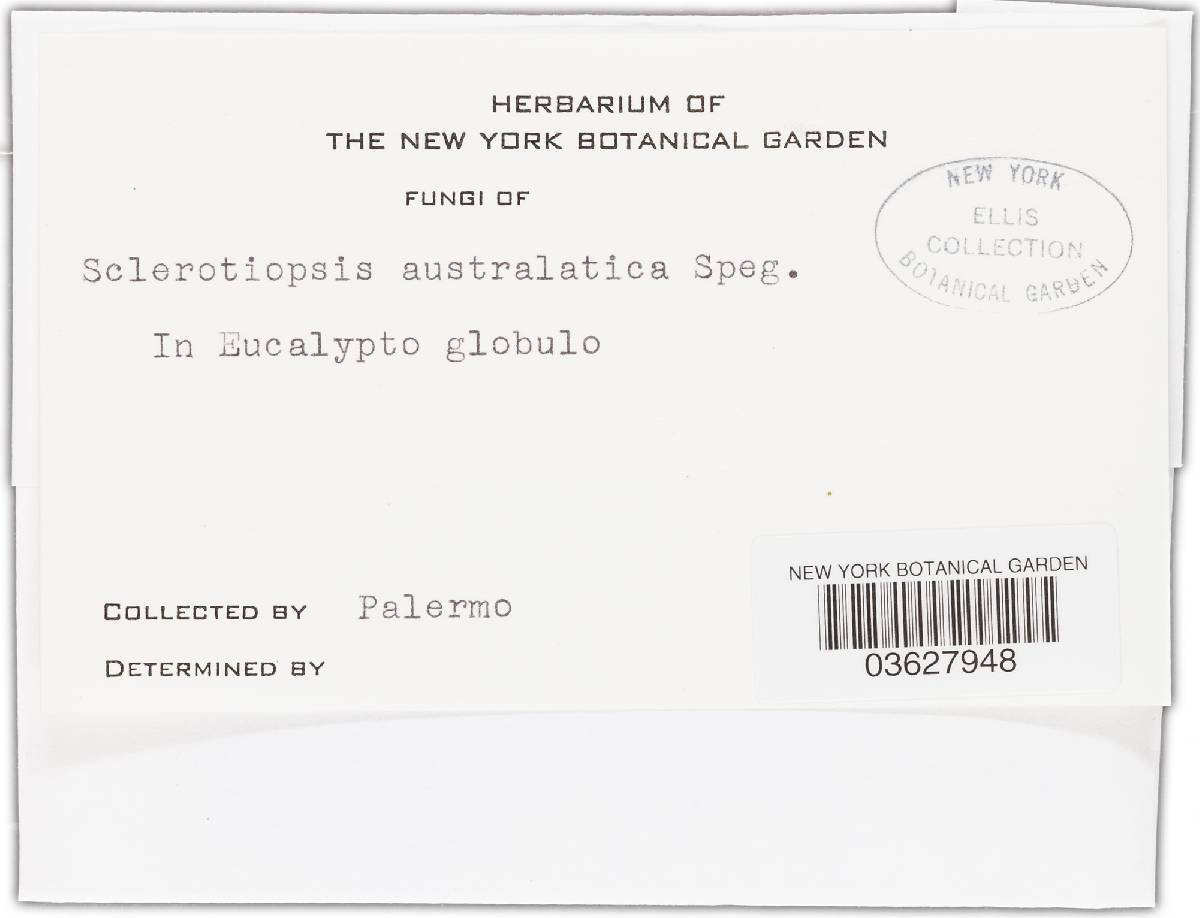 HERBARIUM OF
THE NEW YORK BOTANICAL GARDEN
FUNGI OF
NEW YORK
ELLIS
COLLECTION
BOTANICAL GARDEN
Sclerotiopsis australatica Speg.
In Eucalypto globulo
COLLECTED BY Palermo
DETERMINED BY
NEW YORK BOTANICAL GARDEN
03627948